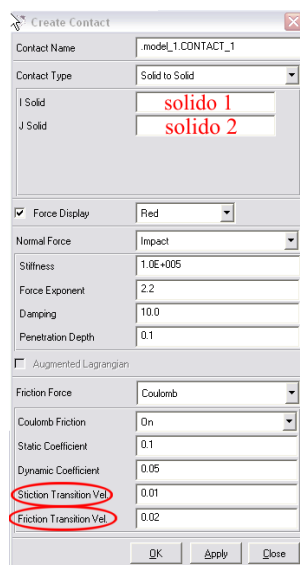 Create Contact
Contact Name .model_1.CONTACT_1
Contact Type Solid to Solid
I Solid solido 1
J Solid solido 2
Force Display Red
Normal Force Impact
Stiffness 1.0E+005
Force Exponent 2.2
Damping 10.0
Penetration Depth 0.1
Augmented Lagrangian
Friction Force Coulomb
Coulomb Friction On
Static Coefficient 0.1
Dynamic Coefficient 0.05
Stiction Transition Vel. 0.01
Friction Transition Vel. 0.02
OK Apply Close